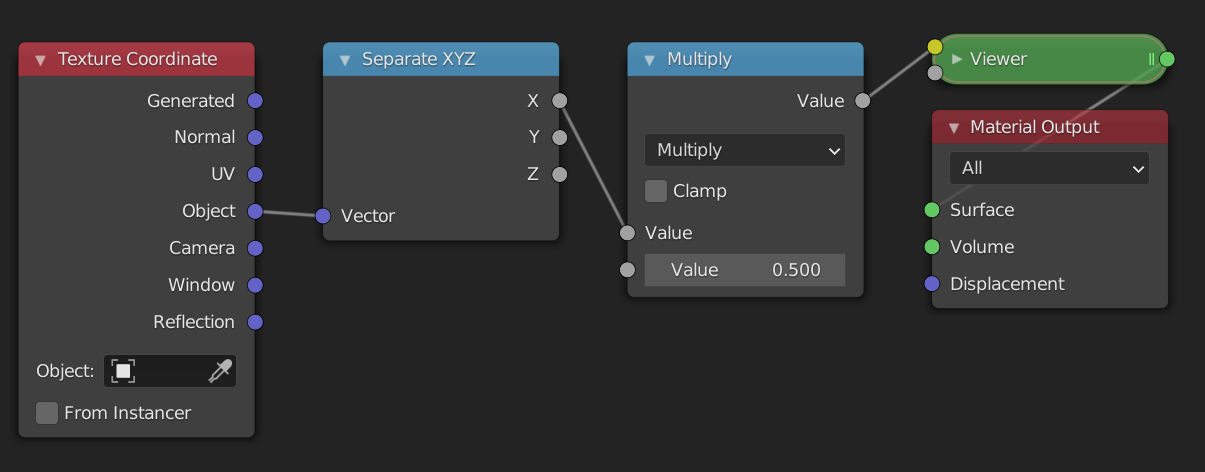 Texture Coordinate
Generated
Normal
UV
Object
Camera
Window
Reflection
Object:
From Instancer
Separate XYZ
X
Y
Z
Vector
Multiply
Value
Multiply
Clamp
Value
Value 0.500
Viewer
Material Output
All
Surface
Volume
Displacement